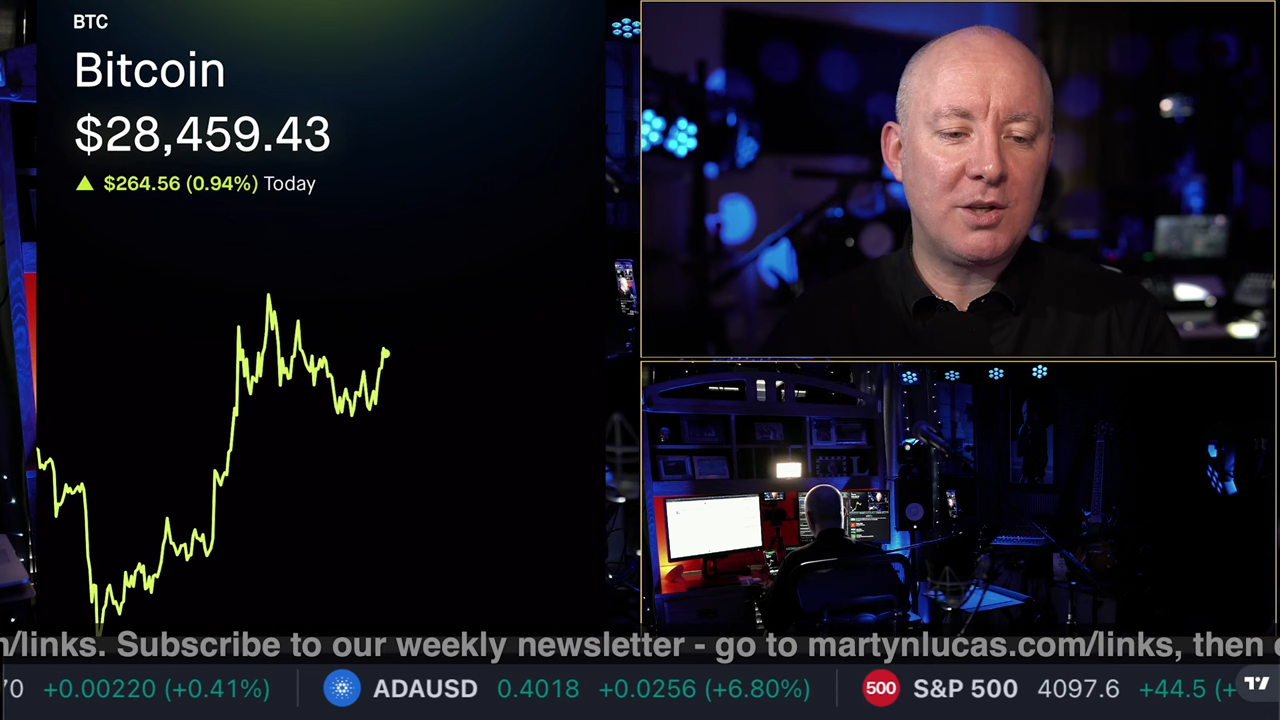 BTC
Bitcoin
$28,459.43
▲ $264.56 (0.94%) Today
/links. Subscribe to our weekly newsletter - go to martynlucas.com/links, then
70 +0.00220 (+0.41%) ADAUSD 0.4018 +0.0256 (+6.80%) 500 S&P 500 4097.6 +44.5 (+